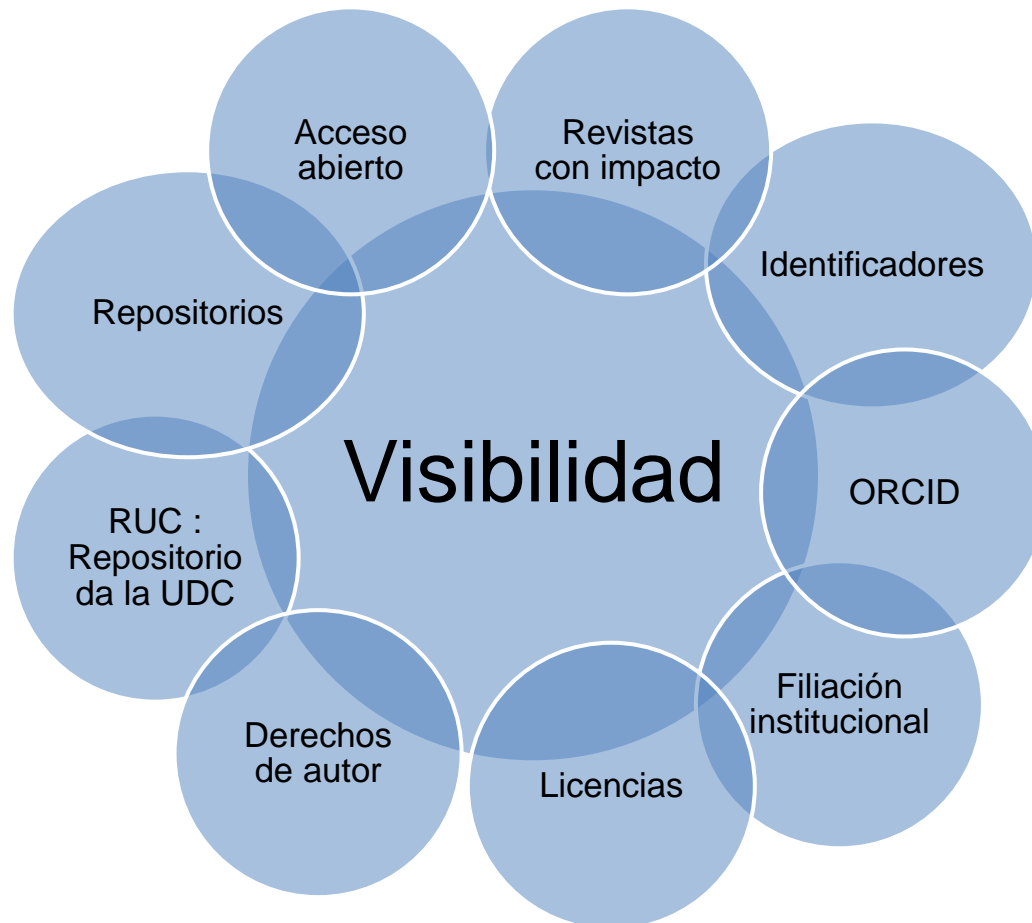 Acceso
abierto
Revistas
con impacto
Identificadores
Repositorios
Visibilidad
ORCID
RUC :
Repositorio
da la UDC
Filiación
institucional
Derechos
de autor
Licencias